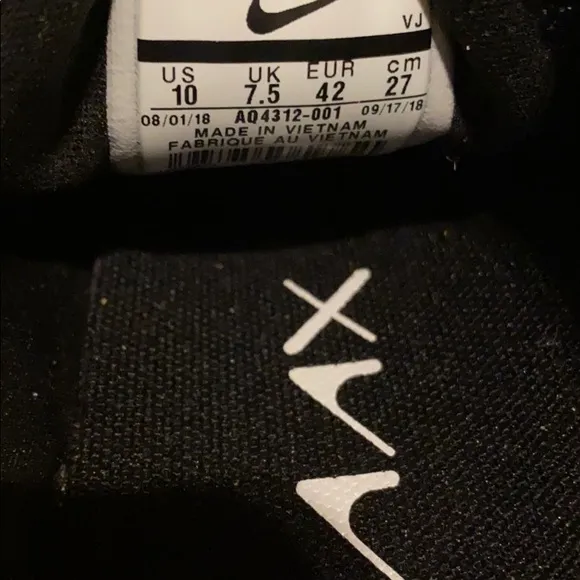 VJ
US UK EUR cm
10 7.5 42 27
08/01/18 AQ4312-001 09/17/18
MADE IN VIETNAM
FABRIQUE AU VIETNAM